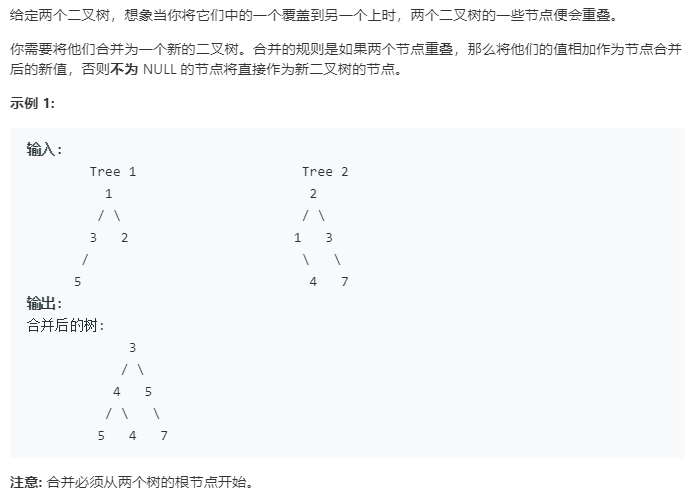 给定两个二叉树，想象当你将它们中的一个覆盖到另一个上时，两个二叉树的一些节点便会重叠。
你需要将他们合并为一个新的二叉树。合并的规则是如果两个节点重叠，那么将他们的值相加作为节点合并
后的新值，否则不为 NULL 的节点将直接作为新二叉树的节点。
示例 1:
输入:
Tree 1                     Tree 2
1                         2
/ \                       / \
3   2                     1   3
/                           \   \
5                             4   7
输出:
合并后的树:
3
/ \
4   5
/ \   \
5   4   7
注意: 合并必须从两个树的根节点开始。